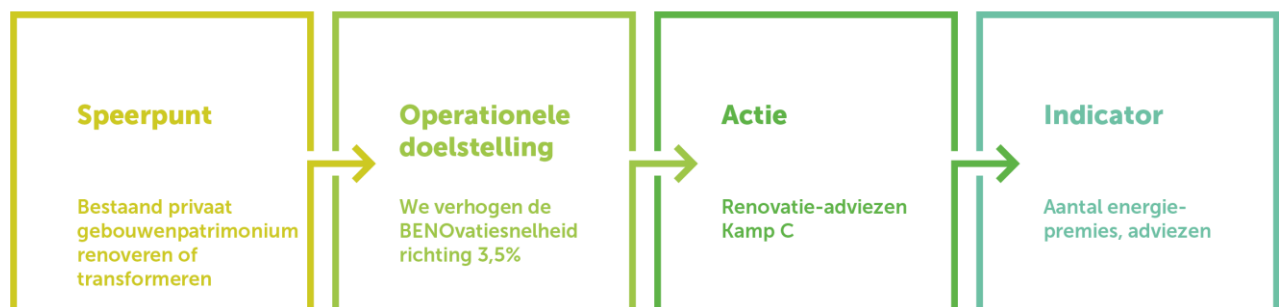 Speerpunt
Bestaand privaat
gebouwenpatrimonium
renoveren of
transformeren
Operationele
doelstelling
We verhogen de
BENOvatiesnelheid
richting 3,5%
Actie
Renovatie-adviezen
Kamp C
Indicator
Aantal energie-
premies, adviezen